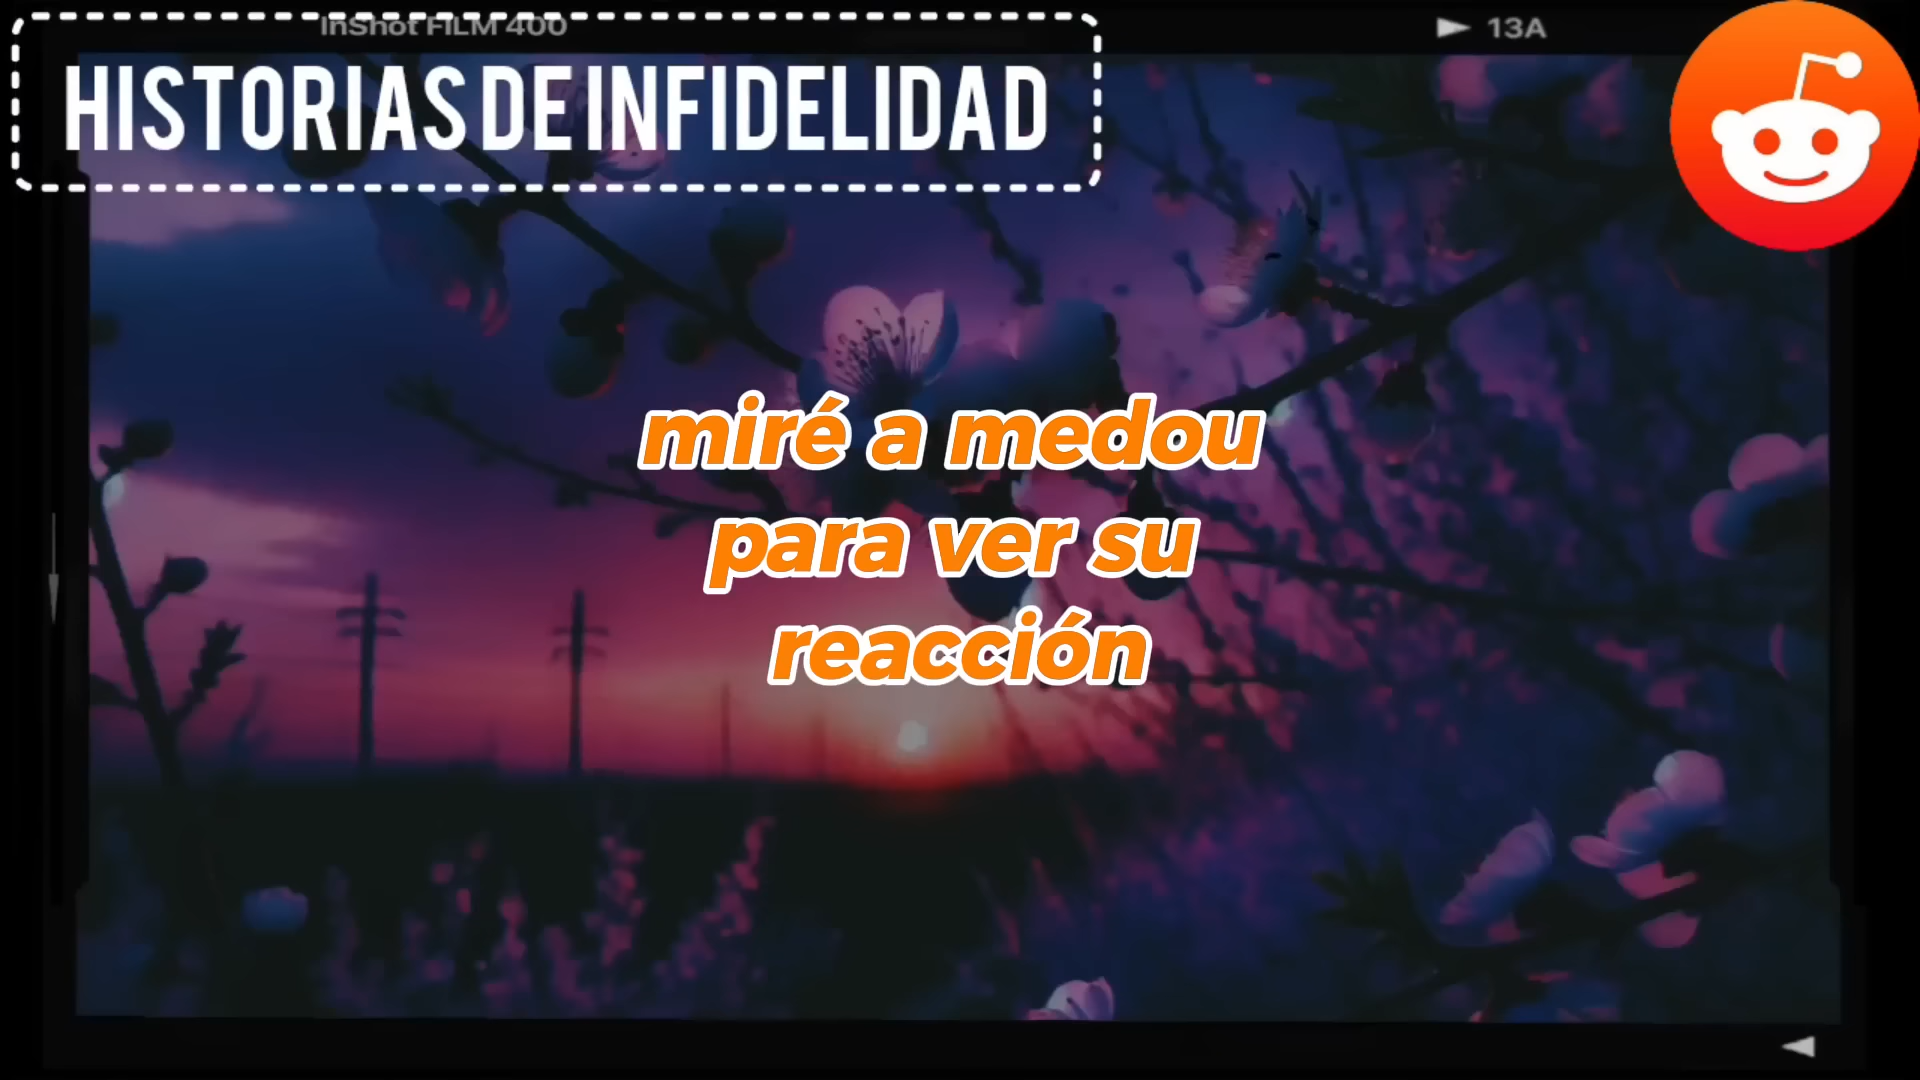 InShot FILM 400
13A
HISTORIAS DE INFIDELIDAD
miré a medou
para ver su
reacción